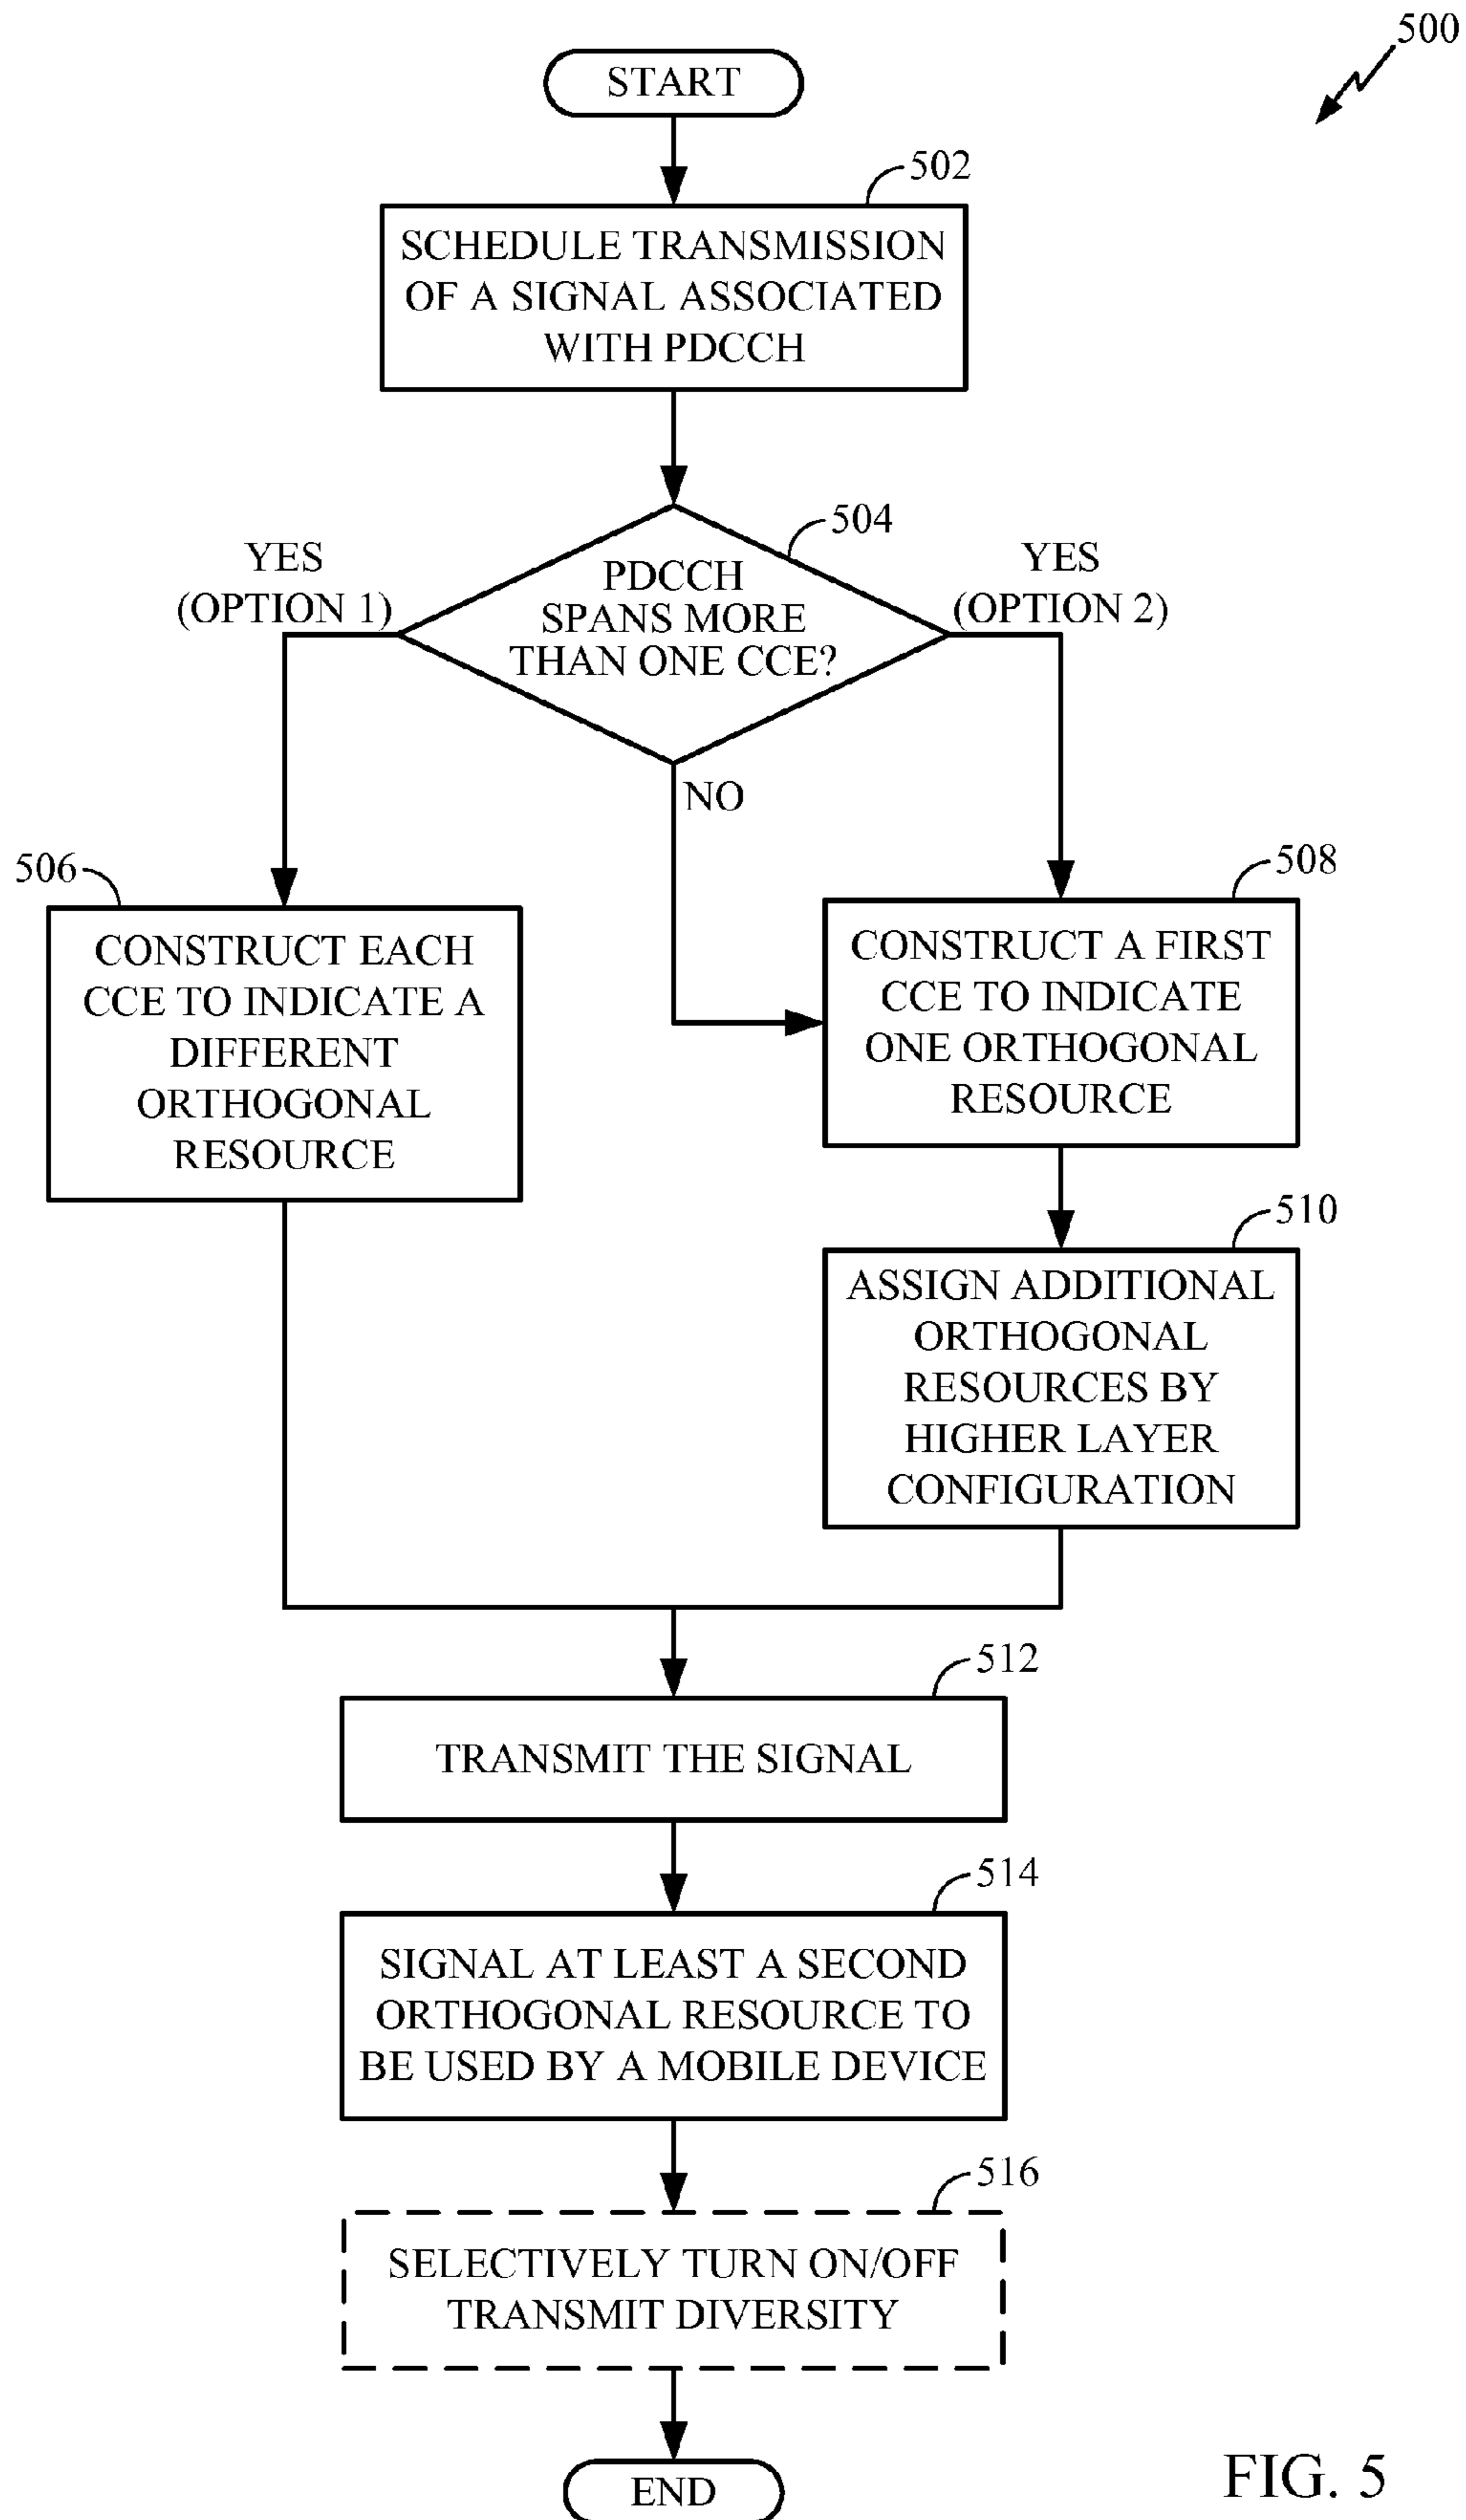 500
START
502
SCHEDULE TRANSMISSION
OF A SIGNAL ASSOCIATED
WITH PDCCH
504
YES
(OPTION 1)
PDCCH
SPANS MORE
THAN ONE CCE?
YES
(OPTION 2)
NO
506
CONSTRUCT EACH
CCE TO INDICATE A
DIFFERENT
ORTHOGONAL
RESOURCE
508
CONSTRUCT A FIRST
CCE TO INDICATE
ONE ORTHOGONAL
RESOURCE
510
ASSIGN ADDITIONAL
ORTHOGONAL
RESOURCES BY
HIGHER LAYER
CONFIGURATION
512
TRANSMIT THE SIGNAL
514
SIGNAL AT LEAST A SECOND
ORTHOGONAL RESOURCE TO
BE USED BY A MOBILE DEVICE
516
SELECTIVELY TURN ON/OFF
TRANSMIT DIVERSITY
END
FIG. 5